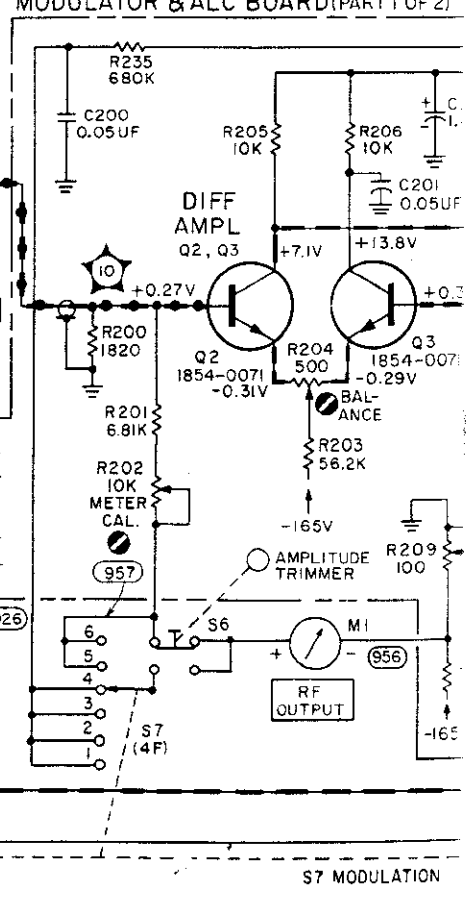 MODULATOR & ALC BOARD (PART 1 OF 2)
R235
680K
C200
0.05UF
R205
10K
R206
10K
+
-
C201
0.05UF
DIFF
AMPL
Q2, Q3
+7.1V
+13.8V
10
+0.27V
R200
1820
Q2
1854-0071
-0.31V
R204
500
Q3
1854-007
-0.29V
BAL-
ANCE
R201
6.81K
R203
56.2K
R202
10K
METER
CAL.
-165V
957
AMPLITUDE
TRIMMER
R209
100
S6
M1
+
-
956
RF
OUTPUT
6
5
4
3
2
1
S7
(4F)
-165
S7 MODULATION